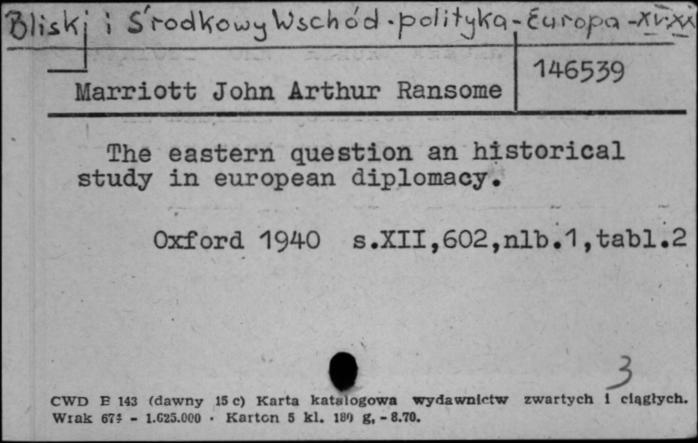 Bliski i Środkowy Wschód - polityka - Europa - XV-XX
146539
Marriott John Arthur Ransome
The eastern question an historical
study in european diplomacy.
Oxford 1940 s.XII,602,nlb.1,tabl.2
3
CWD E 143 (dawny 15 c) Karta katalogowa wydawnictw zwartych i ciągłych.
Wrak - 1.625.000 · Karton 5 kl. 180 g, - 8.70.